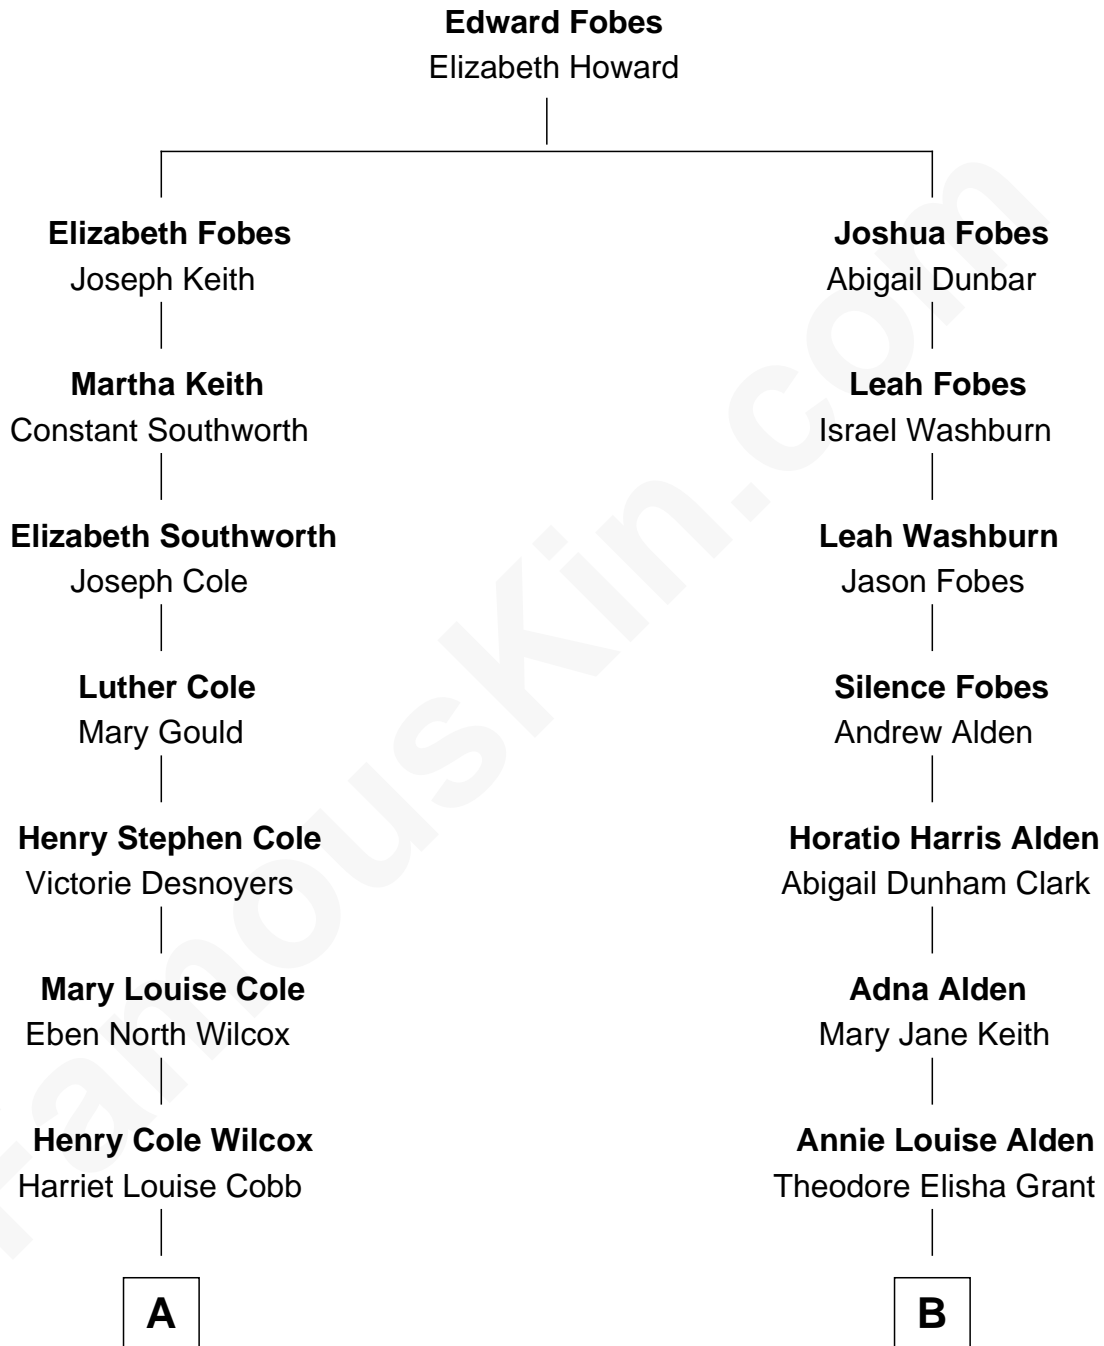 Edward Fobes
Elizabeth Howard
Elizabeth Fobes
Joseph Keith
Joshua Fobes
Abigail Dunbar
Martha Keith
Constant Southworth
Leah Fobes
Israel Washburn
Elizabeth Southworth
Joseph Cole
Leah Washburn
Jason Fobes
Luther Cole
Mary Gould
Silence Fobes
Andrew Alden
Henry Stephen Cole
Victorie Desnoyers
Horatio Harris Alden
Abigail Dunham Clark
Mary Louise Cole
Eben North Wilcox
Adna Alden
Mary Jane Keith
Henry Cole Wilcox
Harriet Louise Cobb
Annie Louise Alden
Theodore Elisha Grant
A
B
FamousKin.com